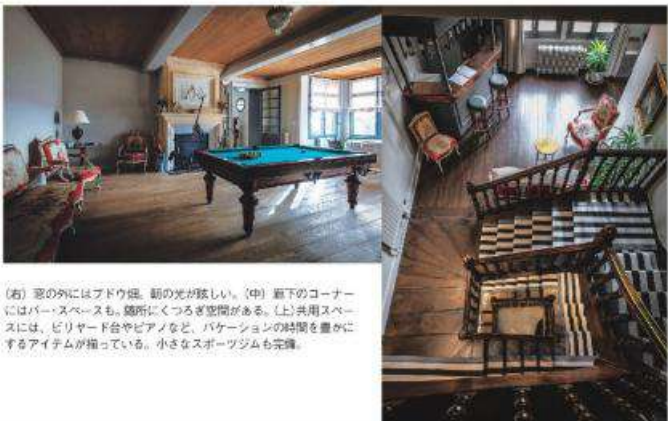 (右) 窓の外にはブドウ畑。朝の光が眩しい。(中) 廊下のコーナー
にはバー・スペースも。随所にくつろぎ空間がある。(上)共用スペー
スには、ビリヤード台やピアノなど、バケーションの時間を豊かに
するアイテムが揃っている。小さなスポーツジムも完備。